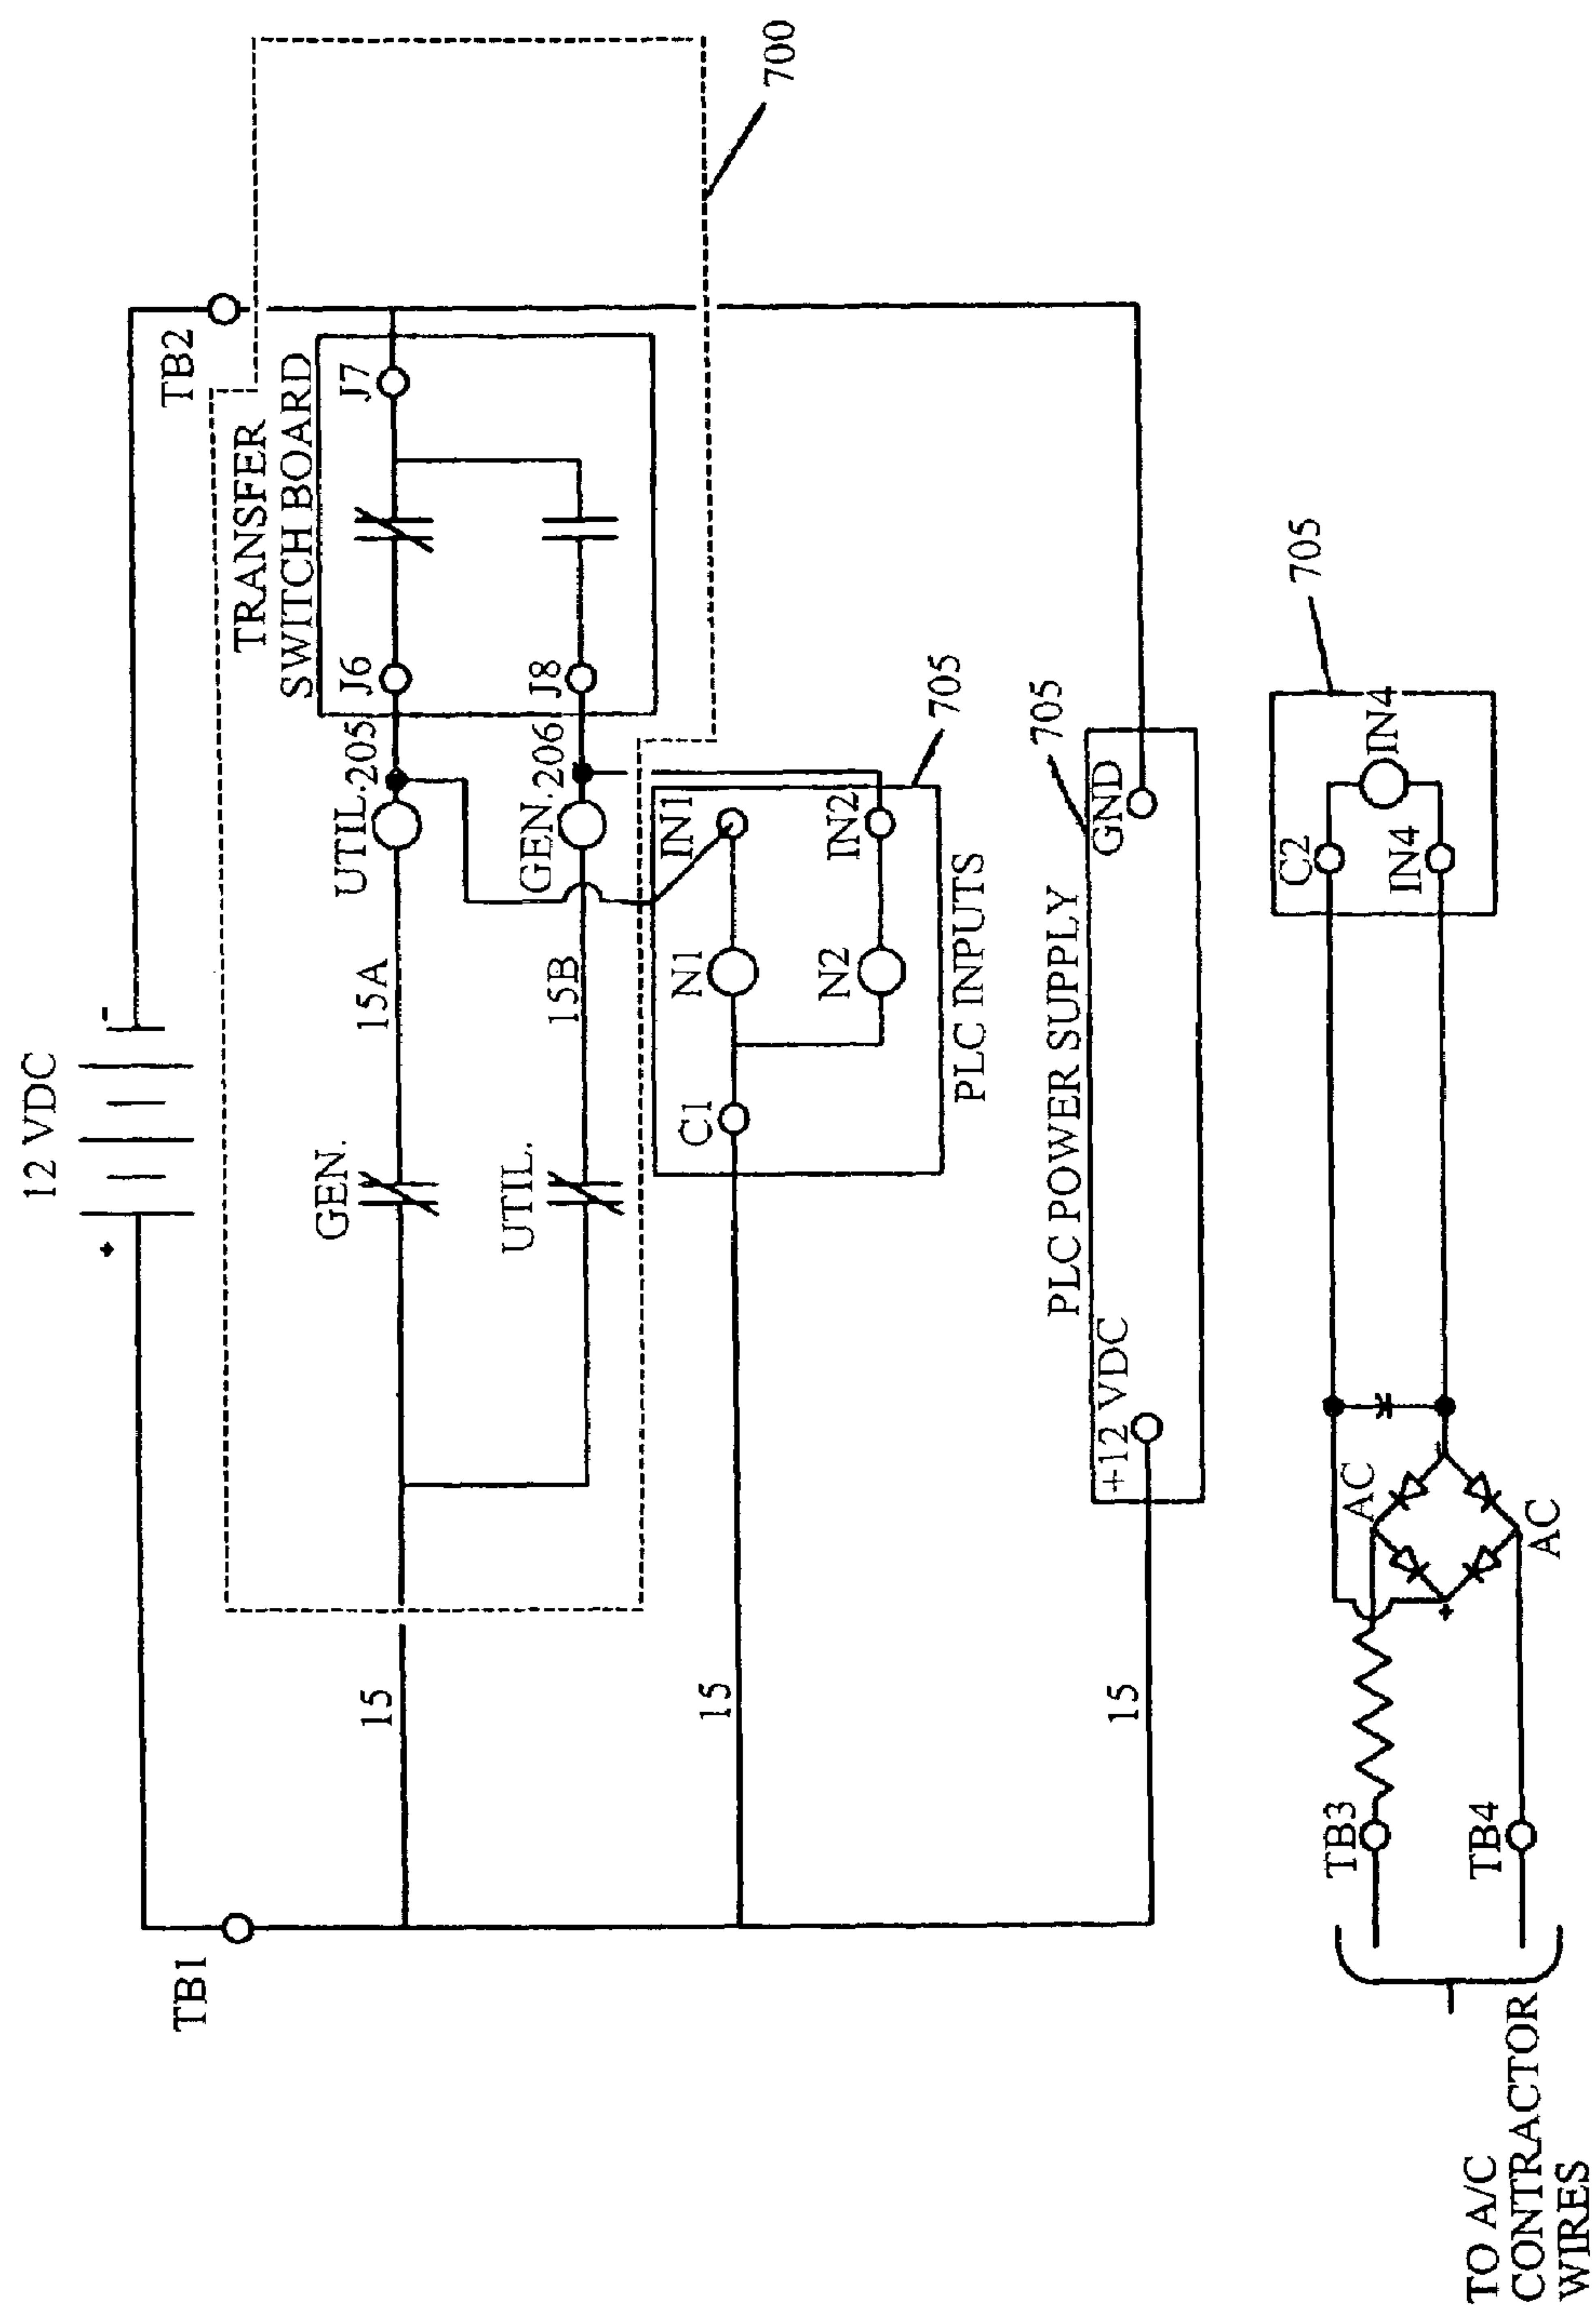 12 VDC
+
-
TB1
TB2
TRANSFER
SWITCH BOARD
GEN.
15A
UTIL.
205
J6
J7
15
UTIL.
15B
GEN.
206
J8
700
C1
N1
IN1
15
N2
IN2
PLC INPUTS
705
PLC POWER SUPPLY
705
+12 VDC
GND
15
705
C2
TB3
AC
IN4
IN4
+
TB4
AC
TO A/C
CONTRACTOR
WIRES